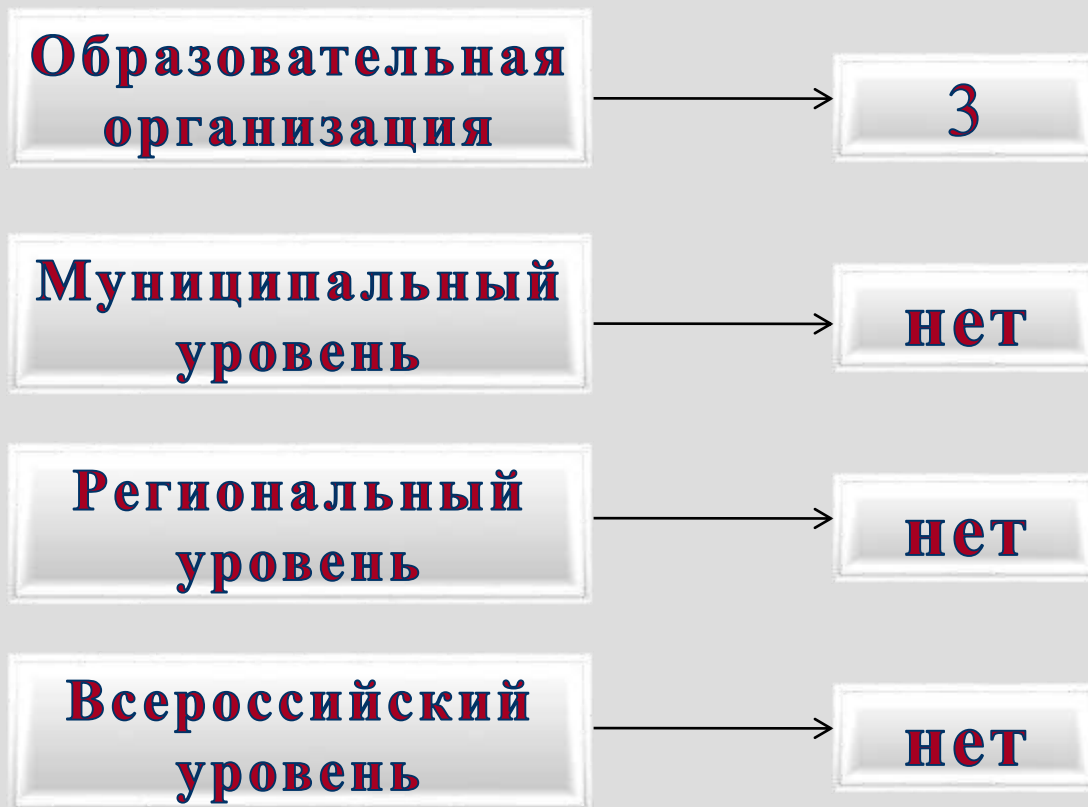 Образовательная
организация
3
Муниципальный
уровень
нет
Региональный
уровень
нет
Всероссийский
уровень
нет